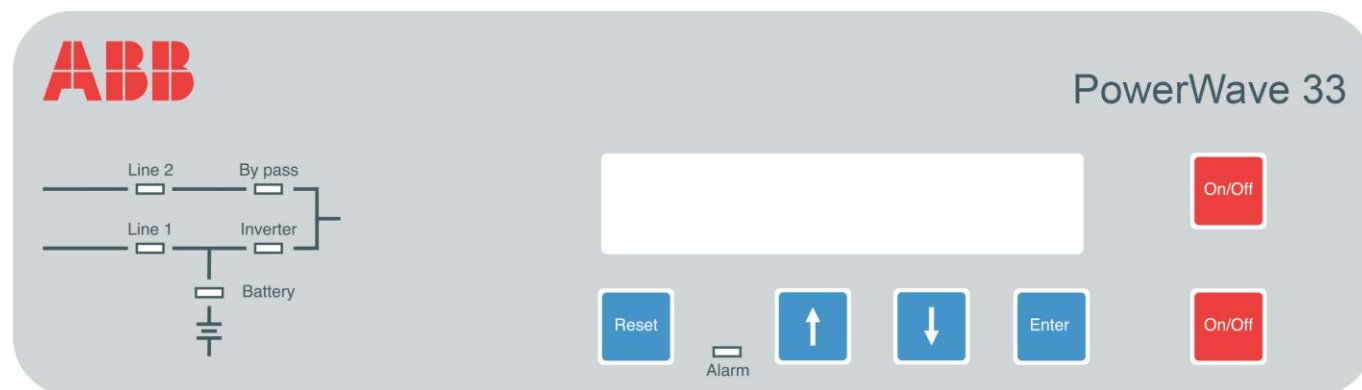 ABB
PowerWave 33
Line 2
By pass
Line 1
Inverter
Battery
On/Off
Reset
Alarm
Enter
On/Off